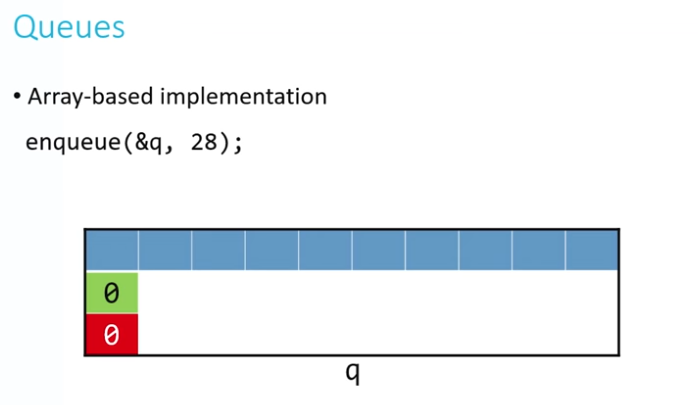 Queues
• Array-based implementation
enqueue(&q, 28);
0
0
q